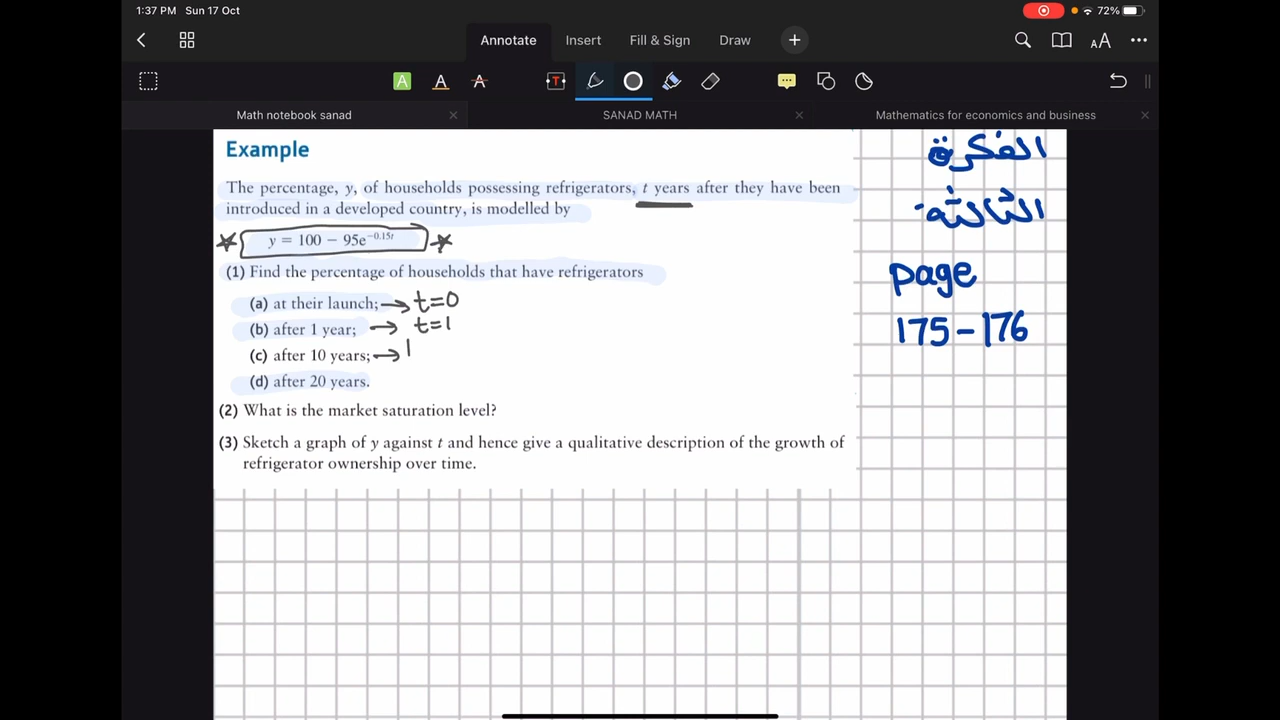 1:37 PM Sun 17 Oct
72%
Annotate Insert Fill & Sign Draw
Math notebook sanad
SANAD MATH
Mathematics for economics and business
Example
The percentage, y, of households possessing refrigerators, t years after they have been
introduced in a developed country, is modelled by
y = 100 − 95e^−0.15t
(1) Find the percentage of households that have refrigerators
(a) at their launch; → t=0
(b) after 1 year; → t=1
(c) after 10 years; →
(d) after 20 years.
(2) What is the market saturation level?
(3) Sketch a graph of y against t and hence give a qualitative description of the growth of
refrigerator ownership over time.
الفكرة
الثالثة
page
175 – 176